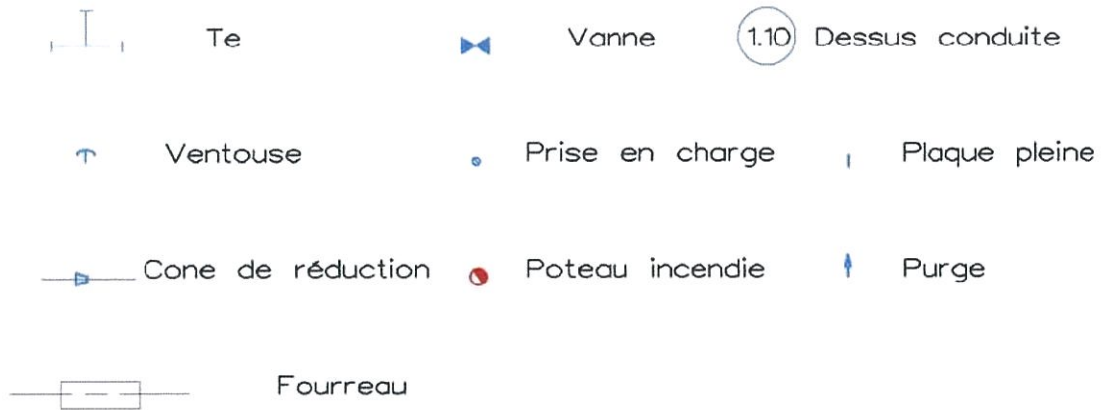 Te Vanne 1.10 Dessus conduite
Ventouse Prise en charge Plaque pleine
Cone de réduction Poteau incendie Purge
Fourreau